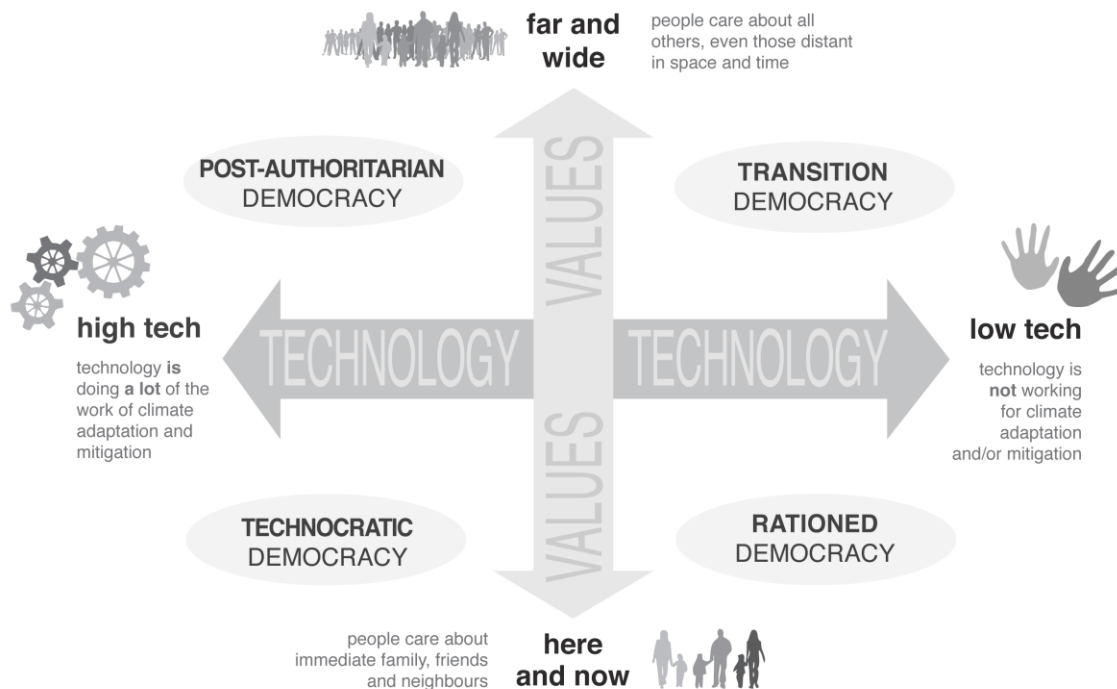 far and
wide
people care about all
others, even those distant
in space and time
POST-AUTHORITARIAN
DEMOCRACY
TRANSITION
DEMOCRACY
VALUES
high tech
technology is
doing a lot of the
work of climate
adaptation and
mitigation
TECHNOLOGY
TECHNOLOGY
low tech
technology is
not working
for climate
adaptation
and/or mitigation
VALUES
TECHNOCRATIC
DEMOCRACY
RATIONED
DEMOCRACY
people care about
immediate family, friends
and neighbours
here
and now